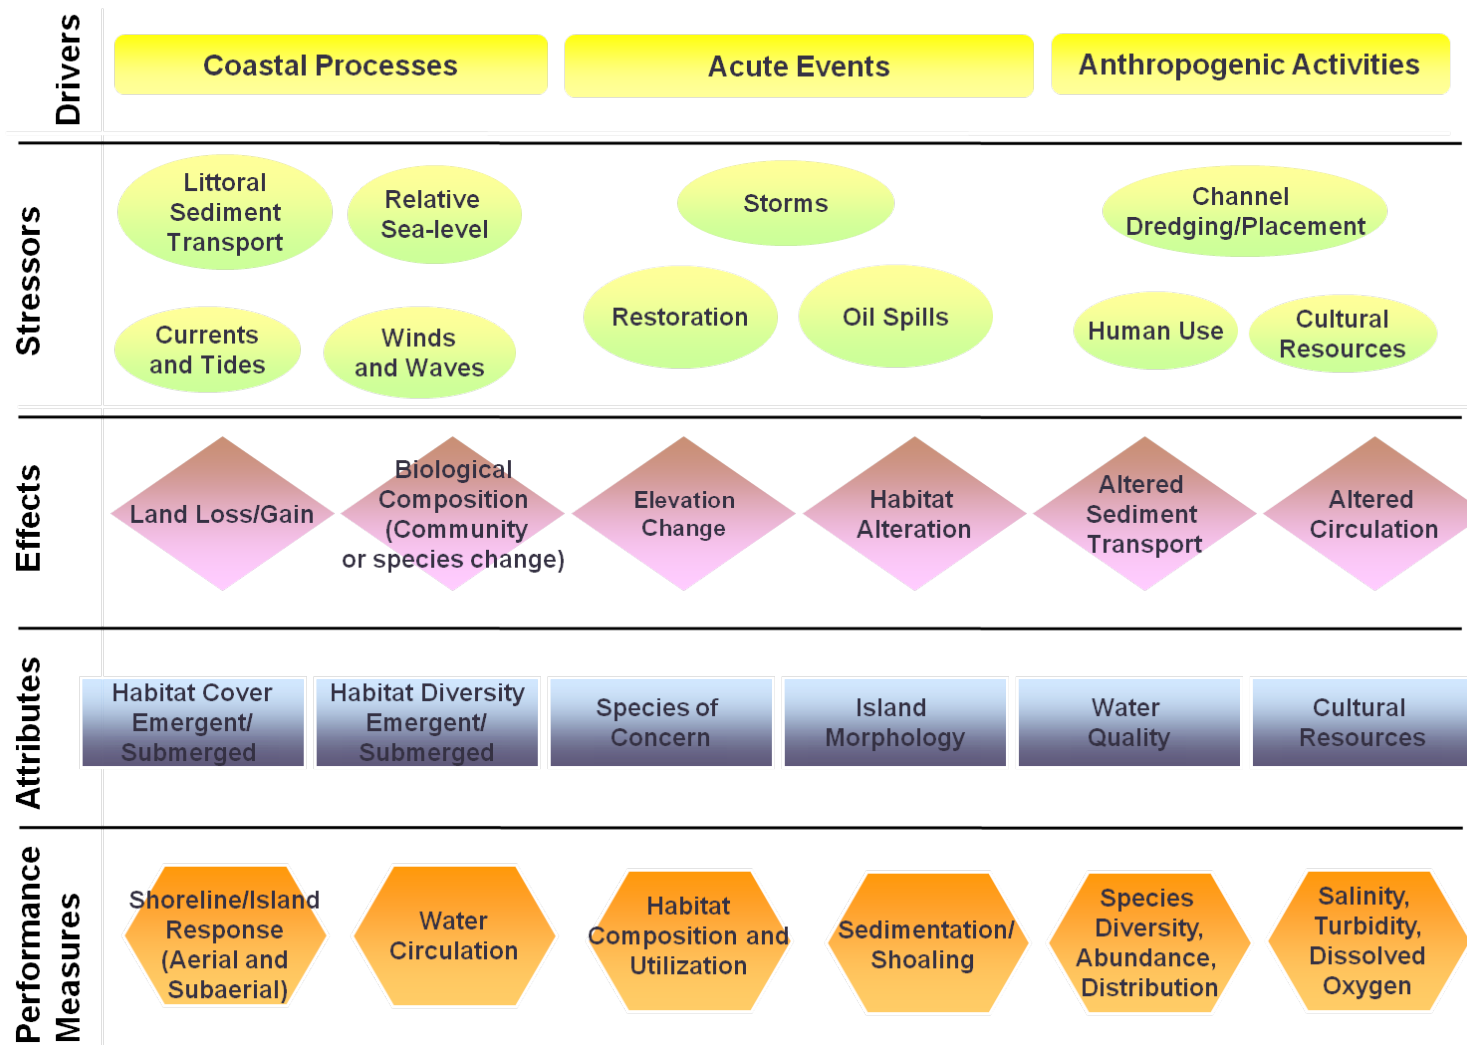 Drivers
Coastal Processes
Acute Events
Anthropogenic Activities
Stressors
Littoral
Sediment
Transport
Relative
Sea-level
Storms
Channel
Dredging/Placement
Currents
and Tides
Winds
and Waves
Restoration
Oil Spills
Human Use
Cultural
Resources
Effects
Land Loss/Gain
Biological
Composition
(Community
or species change)
Elevation
Change
Habitat
Alteration
Altered
Sediment
Transport
Altered
Circulation
Attributes
Habitat Cover
Emergent/
Submerged
Habitat Diversity
Emergent/
Submerged
Species of
Concern
Island
Morphology
Water
Quality
Cultural
Resources
Performance
Measures
Shoreline/Island
Response
(Aerial and
Subaerial)
Water
Circulation
Habitat
Composition and
Utilization
Sedimentation/
Shoaling
Species
Diversity,
Abundance,
Distribution
Salinity,
Turbidity,
Dissolved
Oxygen